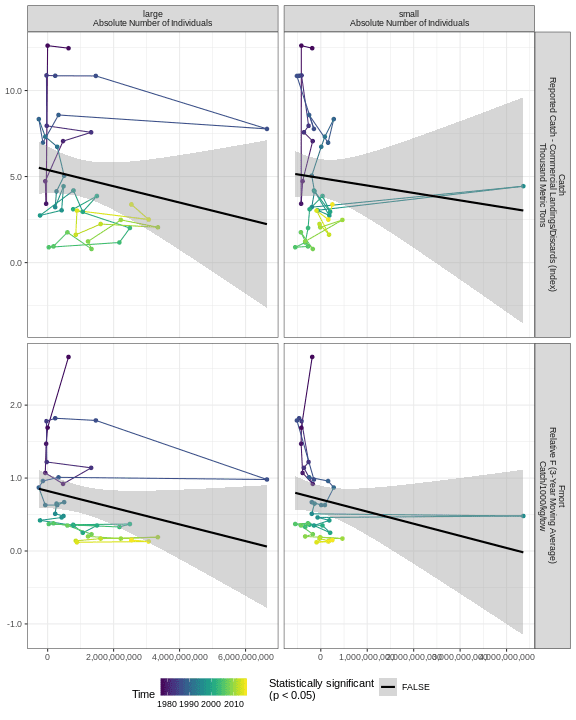 large
Absolute Number of Individuals
small
Absolute Number of Individuals
10.0
5.0
0.0
Catch
Reported Catch - Commercial Landings/Discards (Index)
Thousand Metric Tons
2.0
1.0
0.0
-1.0
Fmort
Relative F (3-Year Moving Average)
Catch/1000/kg/tow
0 2,000,000,000 4,000,000,000 6,000,000,000
0 1,000,000,000 2,000,000,000 3,000,000,000 4,000,000,000
Time
1980 1990 2000 2010
Statistically significant
(p < 0.05)
FALSE